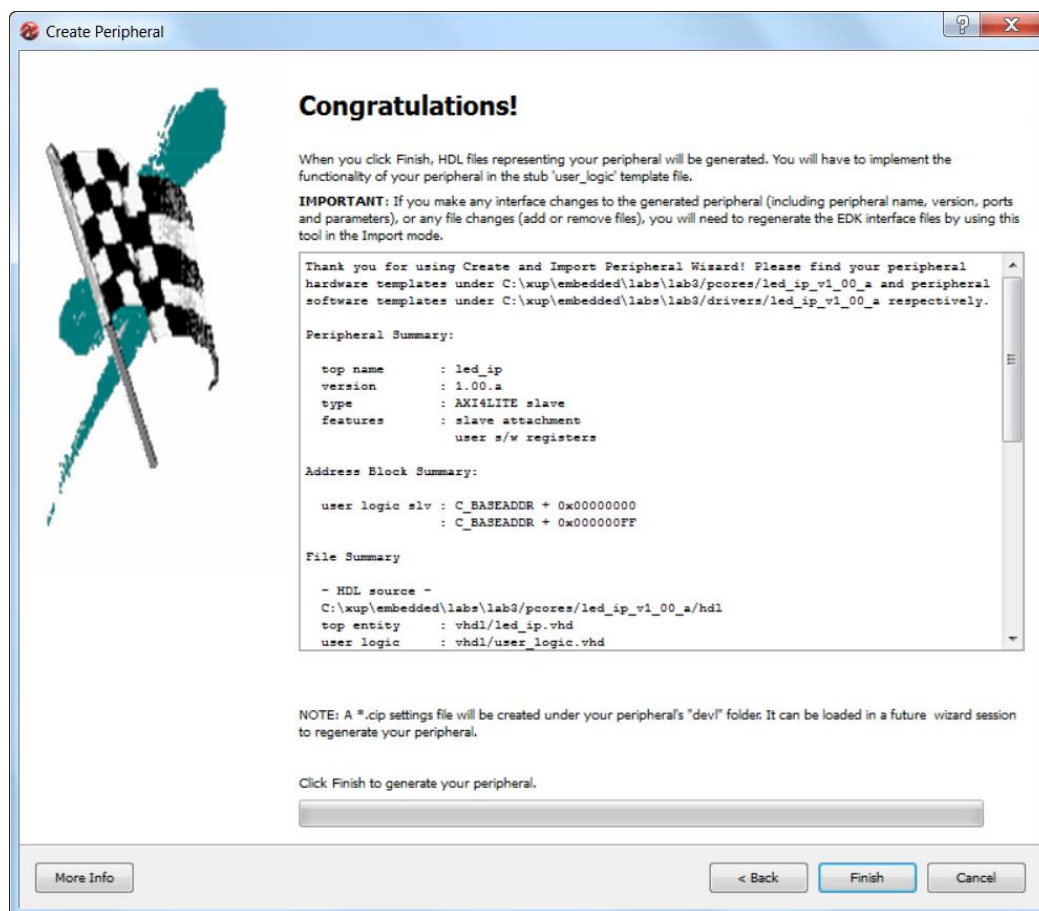 Create Peripheral
Congratulations!
When you click Finish, HDL files representing your peripheral will be generated. You will have to implement the
functionality of your peripheral in the stub 'user_logic' template file.
IMPORTANT: If you make any interface changes to the generated peripheral (including peripheral name, version, ports
and parameters), or any file changes (add or remove files), you will need to regenerate the EDK interface files by using this
tool in the Import mode.
Thank you for using Create and Import Peripheral Wizard! Please find your peripheral
hardware templates under C:\xup\embedded\labs\lab3/pcores/led_ip_v1_00_a and peripheral
software templates under C:\xup\embedded\labs\lab3/drivers/led_ip_v1_00_a respectively.
Peripheral Summary:
top name : led_ip
version : 1.00.a
type : AXI4LITE slave
features : slave attachment
user s/w registers
Address Block Summary:
user logic slv : C_BASEADDR + 0x00000000
: C_BASEADDR + 0x000000FF
File Summary
- HDL source -
C:\xup\embedded\labs\lab3/pcores/led_ip_v1_00_a/hdl
top entity : vhdl/led_ip.vhd
user logic : vhdl/user_logic.vhd
NOTE: A *.cip settings file will be created under your peripheral's "devl" folder. It can be loaded in a future wizard session
to regenerate your peripheral.
Click Finish to generate your peripheral.
More Info
< Back
Finish
Cancel